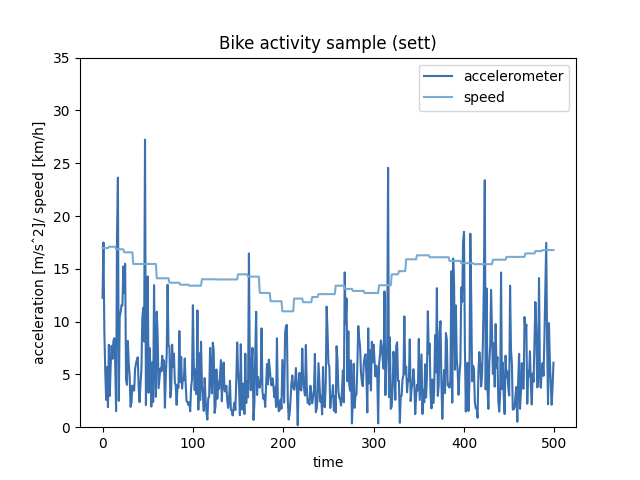 Bike activity sample (sett)
accelerometer
speed
acceleration [m/s^2]/ speed [km/h]
35
30
25
20
15
10
5
0
0 100 200 300 400 500
time